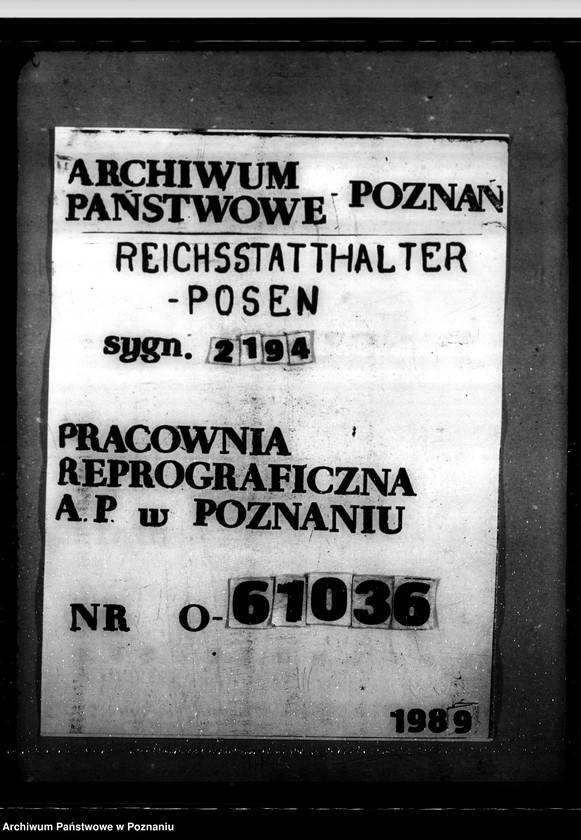 ARCHIWUM
PAŃSTWOWE - POZNAŃ
REICHSSTATTHALTER
-POSEN
sygn. 2194
PRACOWNIA
REPROGRAFICZNA
A.P. w POZNANIU
NR O-61036
1989
Archiwum Państwowe w Poznaniu